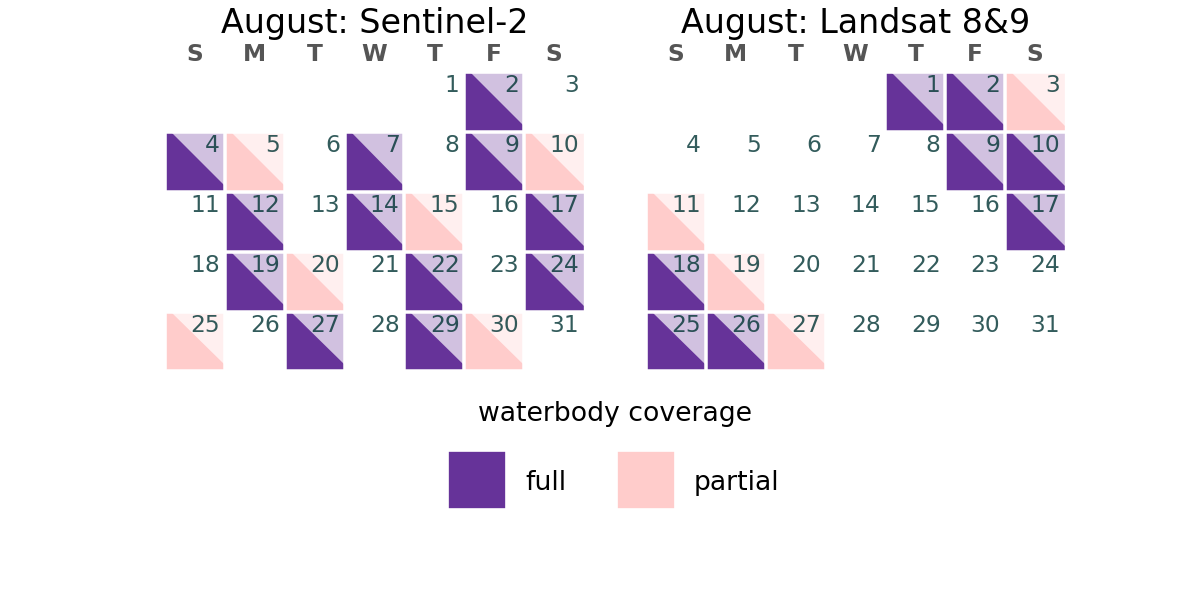 August: Sentinel-2
S M T W T F S
1 2 3
4 5 6 7 8 9 10
11 12 13 14 15 16 17
18 19 20 21 22 23 24
25 26 27 28 29 30 31
August: Landsat 8&9
S M T W T F S
1 2 3
4 5 6 7 8 9 10
11 12 13 14 15 16 17
18 19 20 21 22 23 24
25 26 27 28 29 30 31
waterbody coverage
full partial